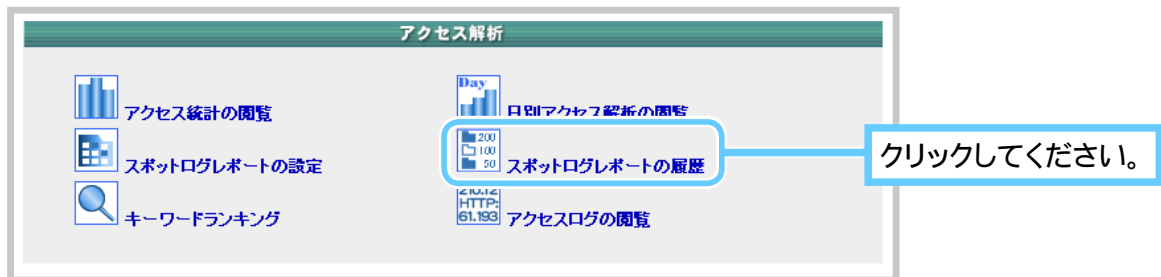 アクセス解析
アクセス統計の閲覧
Day
日別アクセス解析の閲覧
スポットログレポートの設定
200
100
50
スポットログレポートの履歴
クリックしてください。
キーワードランキング
210.12
HTTP:
61.193
アクセスログの閲覧